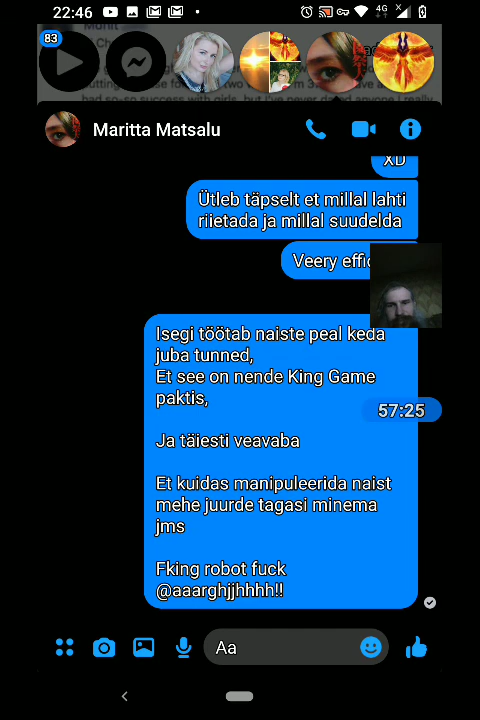 22:46
4G
83
Maritta Matsalu
XD
Ütleb täpselt et millal lahti
riietada ja millal suudelda
Veery effic
Isegi töötab naiste peal keda
juba tunned,
Et see on nende King Game
paktis,
57:25
Ja täiesti veavaba
Et kuidas manipuleerida naist
mehe juurde tagasi minema
jms
Fking robot fuck
@aaarghjjhhhh!!
Aa